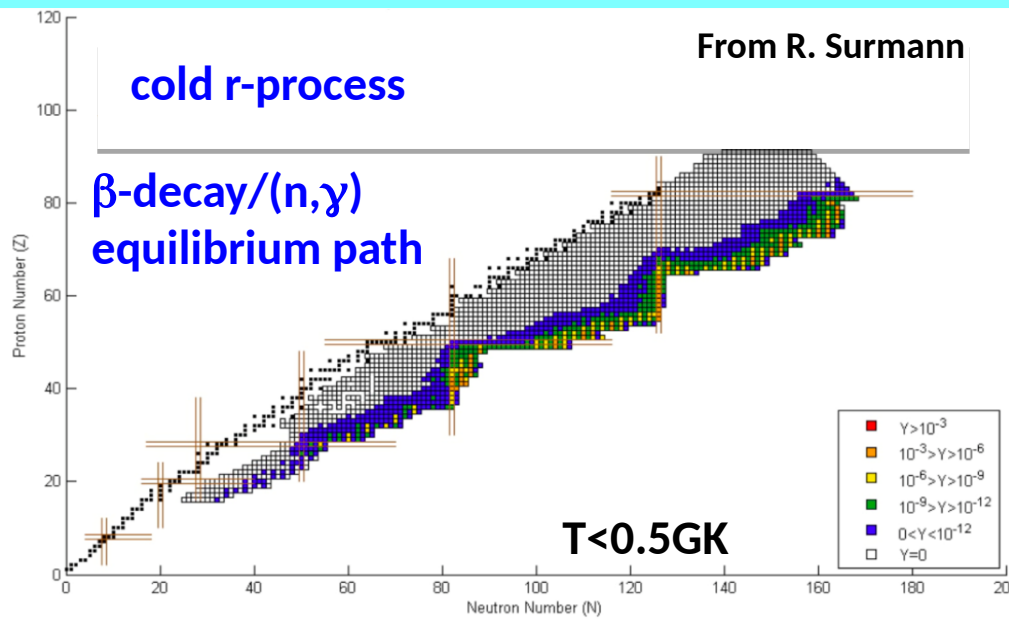 120
From R. Surmann
cold r-process
100
β-decay/(n,γ)
equilibrium path
80
Proton Number (Z)
60
40
20
0
T<0.5GK
Y>10⁻³
10⁻³>Y>10⁻⁶
10⁻⁶>Y>10⁻⁹
10⁻⁹>Y>10⁻¹²
0<Y<10⁻¹²
Y=0
0 20 40 60 80 100 120 140 160 180 20
Neutron Number (N)